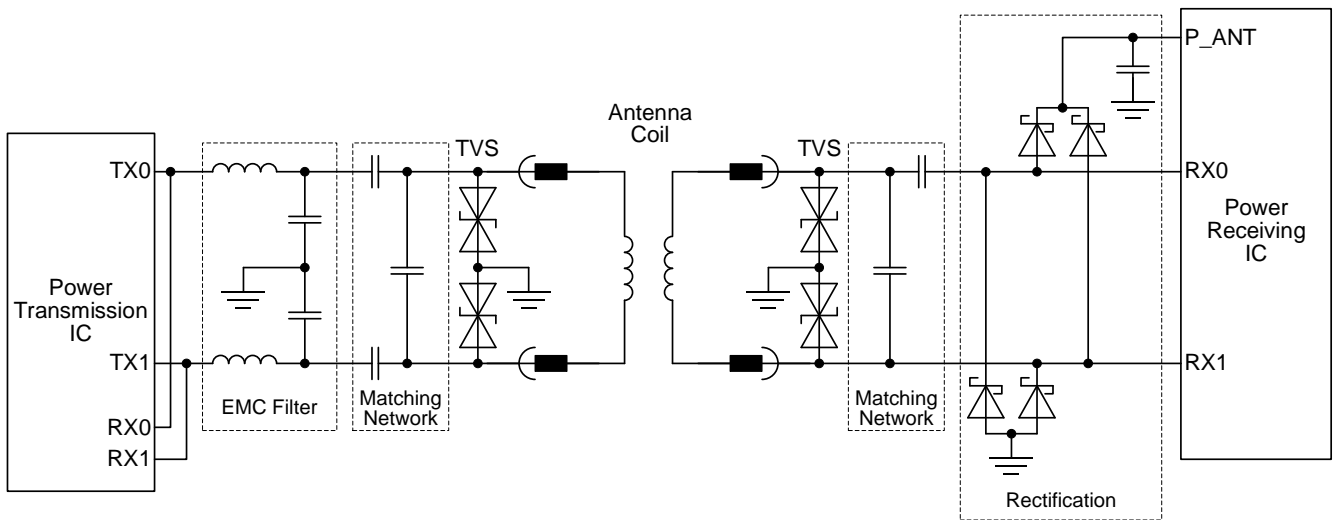 P_ANT
Antenna
Coil
TX0
TVS
TVS
RX0
Power
Receiving
IC
Power
Transmission
IC
TX1
RX1
EMC Filter
Matching
Network
Matching
Network
RX0
RX1
Rectification